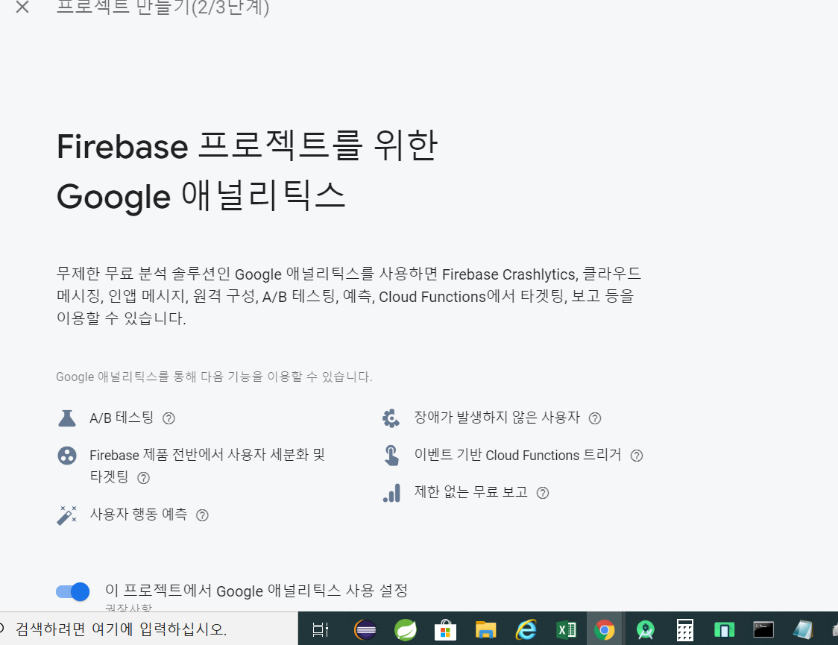 프로젝트 만들기(2/3단계)
Firebase 프로젝트를 위한
Google 애널리틱스
무제한 무료 분석 솔루션인 Google 애널리틱스를 사용하면 Firebase Crashlytics, 클라우드
메시징, 인앱 메시지, 원격 구성, A/B 테스팅, 예측, Cloud Functions에서 타겟팅, 보고 등을
이용할 수 있습니다.
Google 애널리틱스를 통해 다음 기능을 이용할 수 있습니다.
A/B 테스팅
Firebase 제품 전반에서 사용자 세분화 및
타겟팅
사용자 행동 예측
장애가 발생하지 않은 사용자
이벤트 기반 Cloud Functions 트리거
제한 없는 무료 보고
이 프로젝트에서 Google 애널리틱스 사용 설정
권장사항
검색하려면 여기에 입력하십시오.